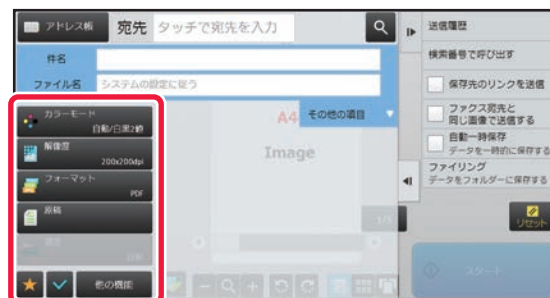 アドレス帳
宛先
タッチで宛先を入力
件名
ファイル名
システムの設定に従う
その他の項目
カラーモード
自動/白黒2値
解像度
200x200dpi
フォーマット
PDF
原稿
他の機能
A4
Image
1/5
送信履歴
検索番号で呼び出す
保存先のリンクを送信
ファクス宛先と
同じ画像で送信する
自動一時保存
データを一時的に保存する
ファイリング
データをフォルダーに保存する
リセット
スタート